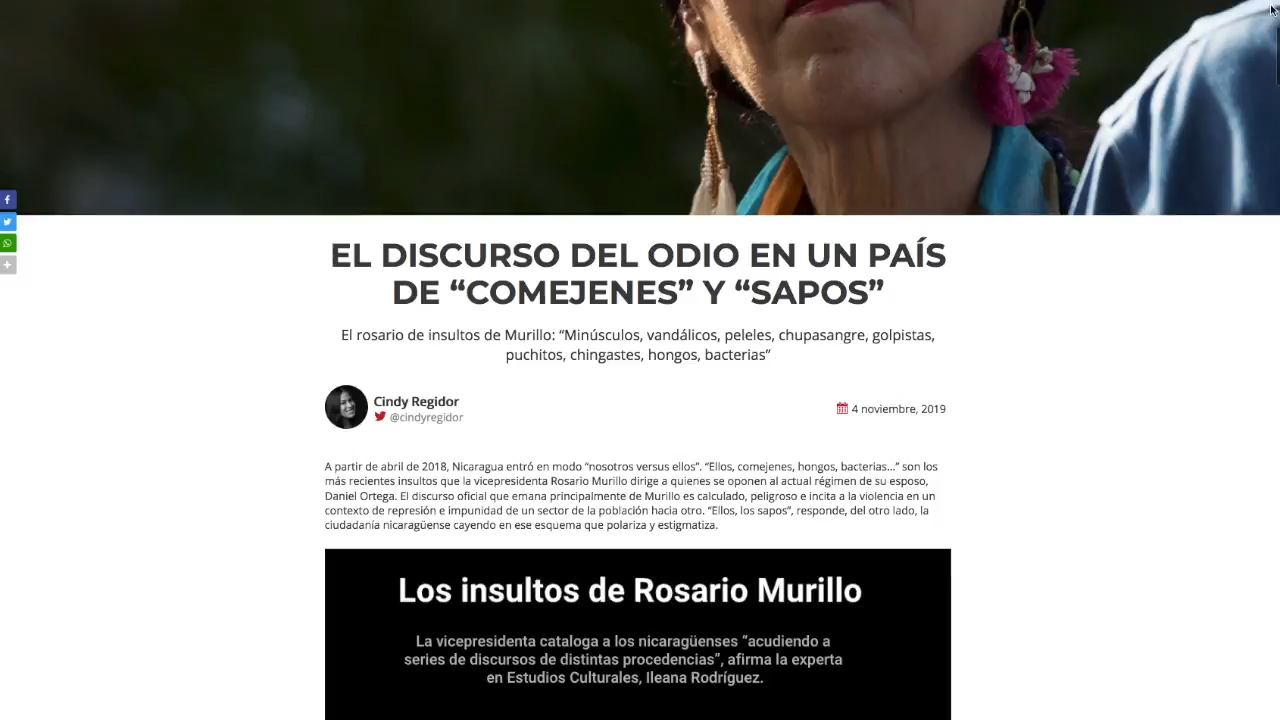 EL DISCURSO DEL ODIO EN UN PAÍS
DE “COMEJENES” Y “SAPOS”
El rosario de insultos de Murillo: “Minúsculos, vandálicos, peleles, chupasangre, golpistas,
puchitos, chingastes, hongos, bacterias”
Cindy Regidor
@cindyregidor
4 noviembre, 2019
A partir de abril de 2018, Nicaragua entró en modo “nosotros versus ellos”. “Ellos, comejenes, hongos, bacterias...” son los
más recientes insultos que la vicepresidenta Rosario Murillo dirige a quienes se oponen al actual régimen de su esposo,
Daniel Ortega. El discurso oficial que emana principalmente de Murillo es calculado, peligroso e incita a la violencia en un
contexto de represión e impunidad de un sector de la población hacia otro. “Ellos, los sapos”, responde, del otro lado, la
ciudadanía nicaragüense cayendo en ese esquema que polariza y estigmatiza.
Los insultos de Rosario Murillo
La vicepresidenta cataloga a los nicaragüenses “acudiendo a
series de discursos de distintas procedencias”, afirma la experta
en Estudios Culturales, Ileana Rodríguez.